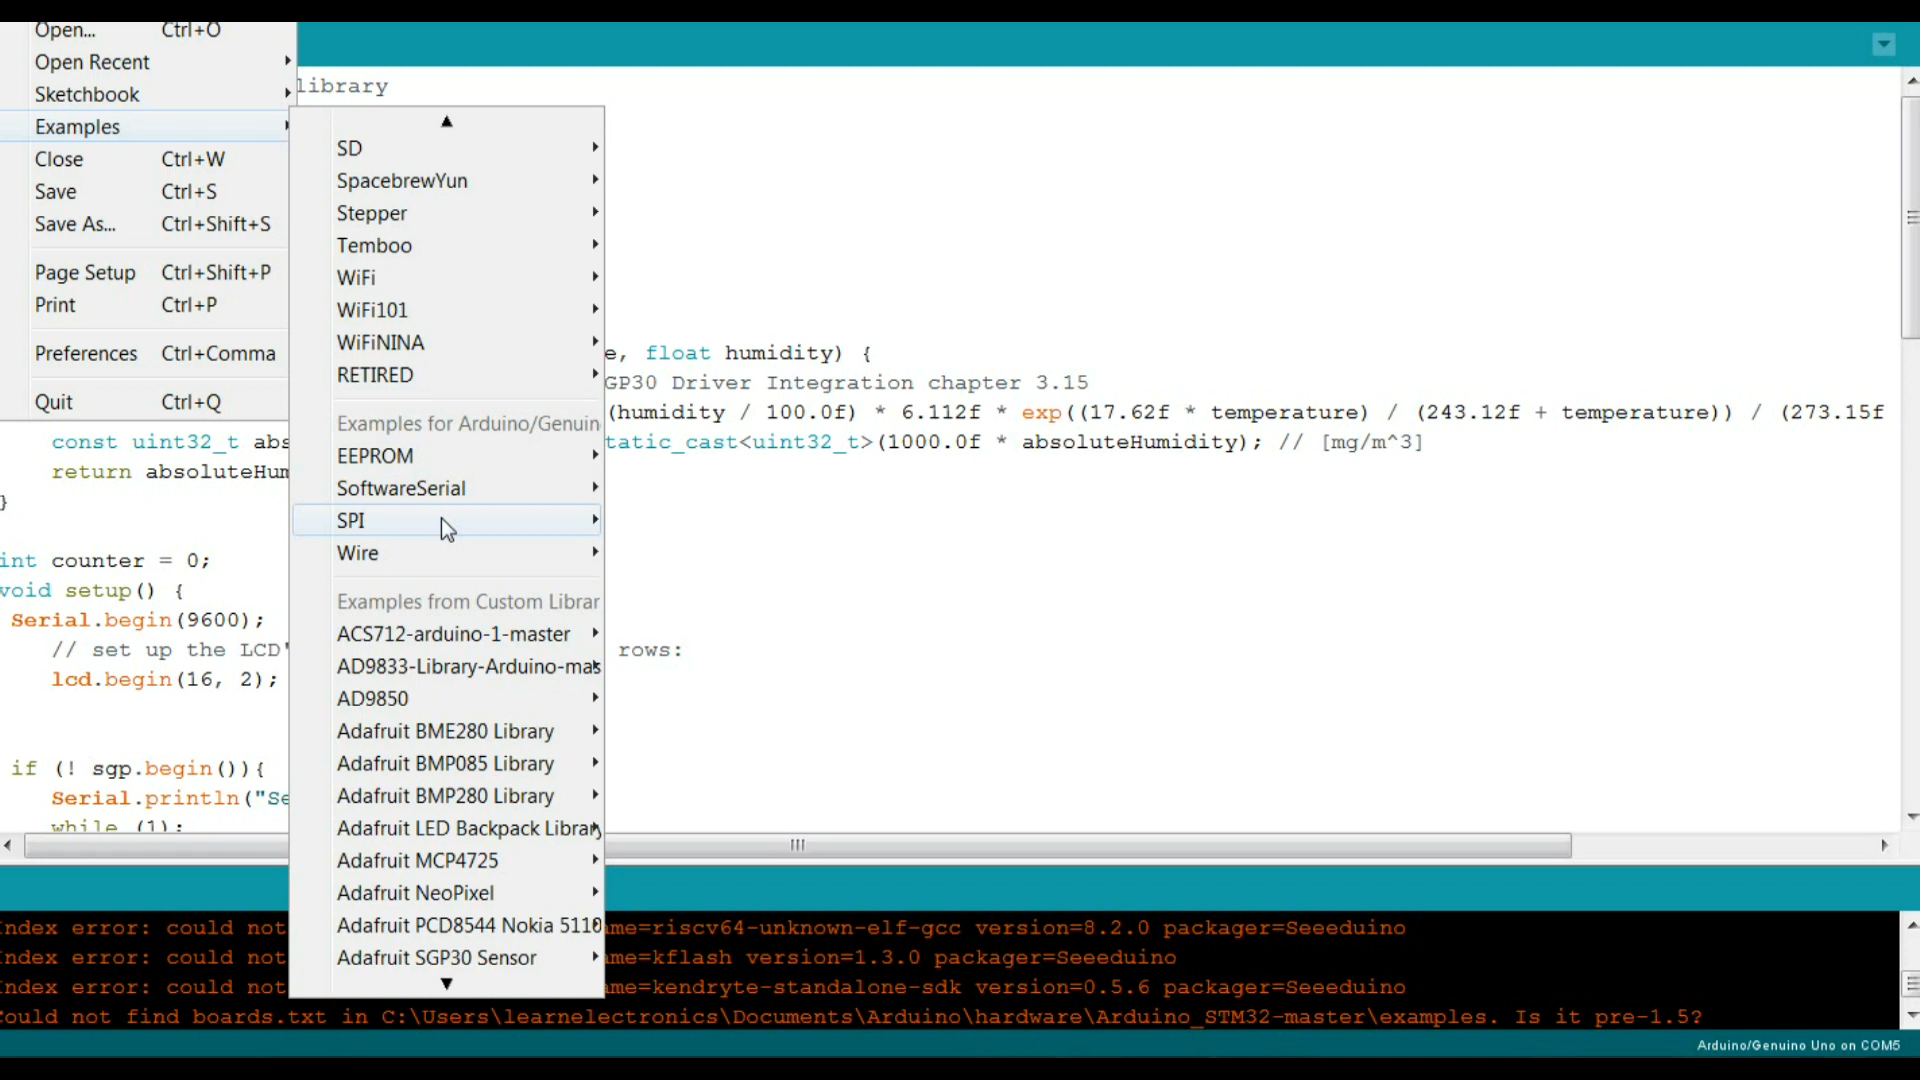 Open... Ctrl+O
Open Recent
Sketchbook
Examples
Close Ctrl+W
Save Ctrl+S
Save As... Ctrl+Shift+S
Page Setup Ctrl+Shift+P
Print Ctrl+P
Preferences Ctrl+Comma
Quit Ctrl+Q
SD
SpacebrewYun
Stepper
Temboo
WiFi
WiFi101
WiFiNINA
RETIRED
Examples for Arduino/Genuin
EEPROM
SoftwareSerial
SPI
Wire
Examples from Custom Librar
ACS712-arduino-1-master
AD9833-Library-Arduino-mas
AD9850
Adafruit BME280 Library
Adafruit BMP085 Library
Adafruit BMP280 Library
Adafruit LED Backpack Library
Adafruit MCP4725
Adafruit NeoPixel
Adafruit PCD8544 Nokia 5110
Adafruit SGP30 Sensor
library
e, float humidity) {
GP30 Driver Integration chapter 3.15
(humidity / 100.0f) * 6.112f * exp((17.62f * temperature) / (243.12f + temperature)) / (273.15f
const uint32_t abs tatic_cast<uint32_t>(1000.0f * absoluteHumidity); // [mg/m^3]
return absoluteHum
}
int counter = 0;
void setup() {
Serial.begin(9600);
// set up the LCD' rows:
lcd.begin(16, 2);
if (! sgp.begin()){
Serial.println("Se
while (1);
Index error: could not me=riscv64-unknown-elf-gcc version=8.2.0 packager=Seeeduino
Index error: could not me=kflash version=1.3.0 packager=Seeeduino
Index error: could not me=kendryte-standalone-sdk version=0.5.6 packager=Seeeduino
Could not find boards.txt in C:\Users\learnelectronics\Documents\Arduino\hardware\Arduino_STM32-master\examples. Is it pre-1.5?
Arduino/Genuino Uno on COM5